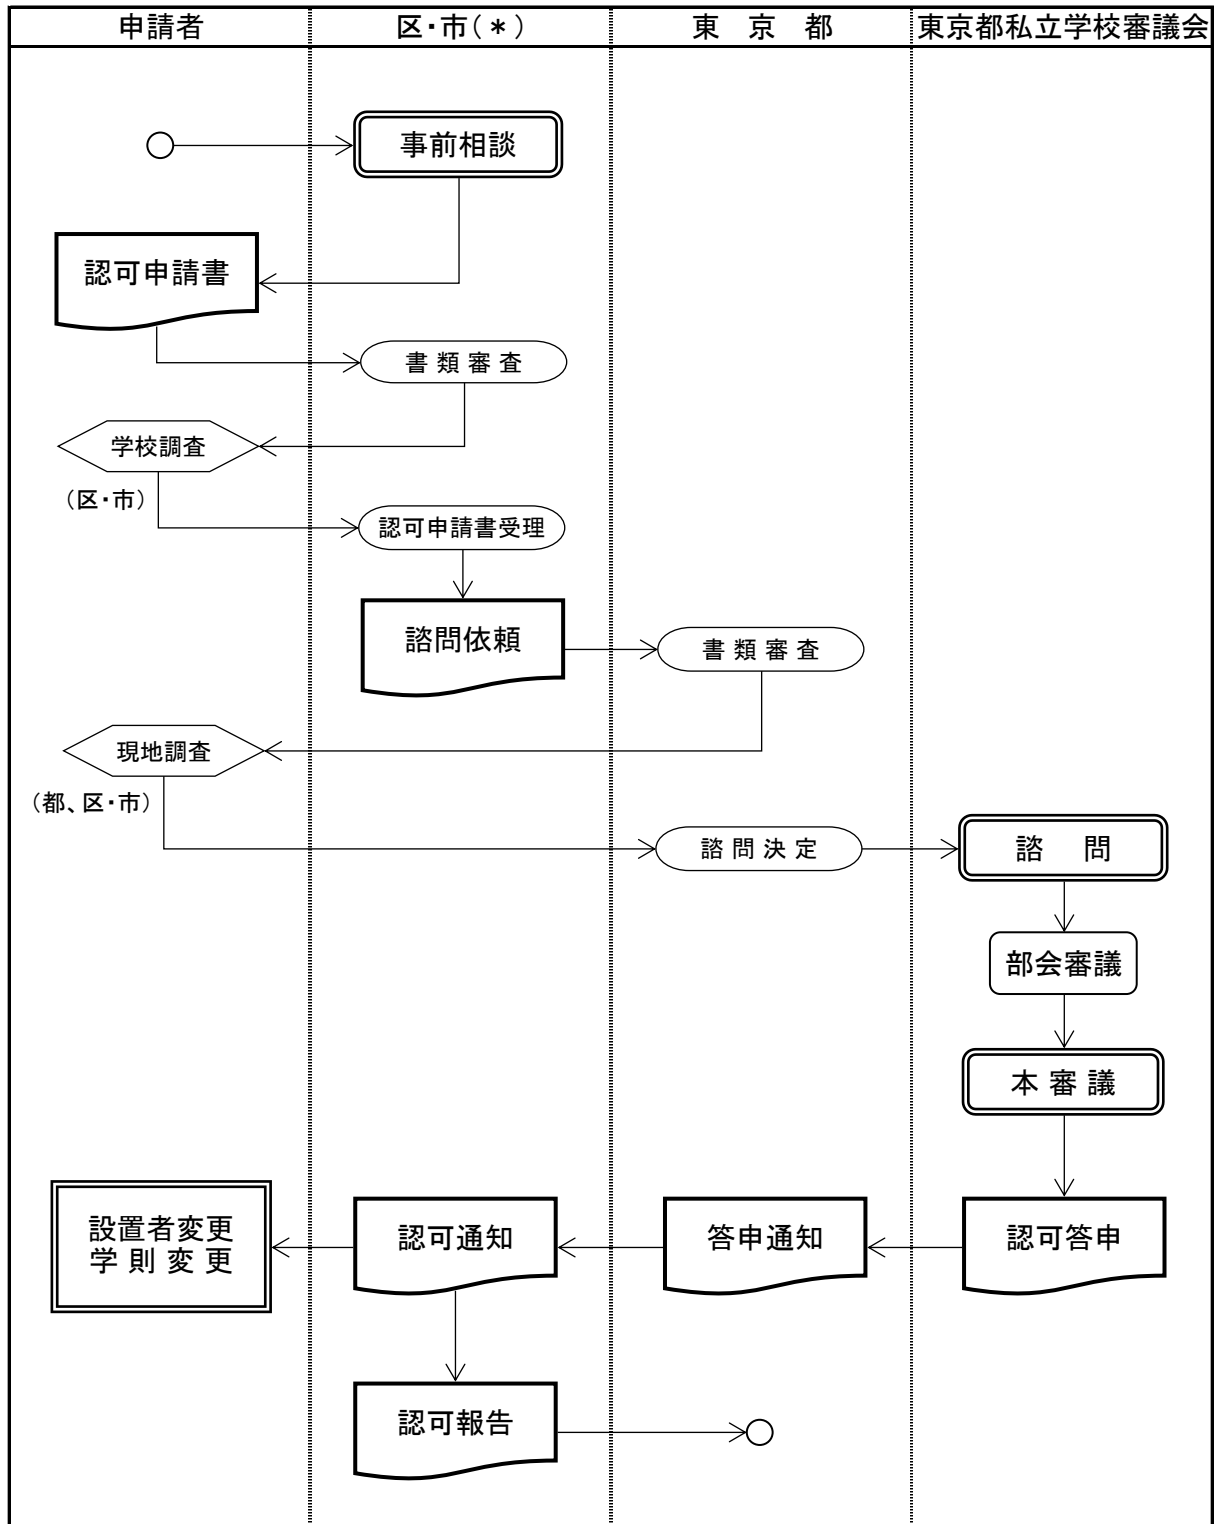 申請者
区・市(＊)
東　京　都
東京都私立学校審議会
事前相談
認可申請書
書 類 審 査
学校調査
(区・市)
認可申請書受理
諮問依頼
書 類 審 査
現地調査
(都、区・市)
諮 問 決 定
諮　問
部会審議
本 審 議
設置者変更
学 則 変 更
認可通知
答申通知
認可答申
認可報告